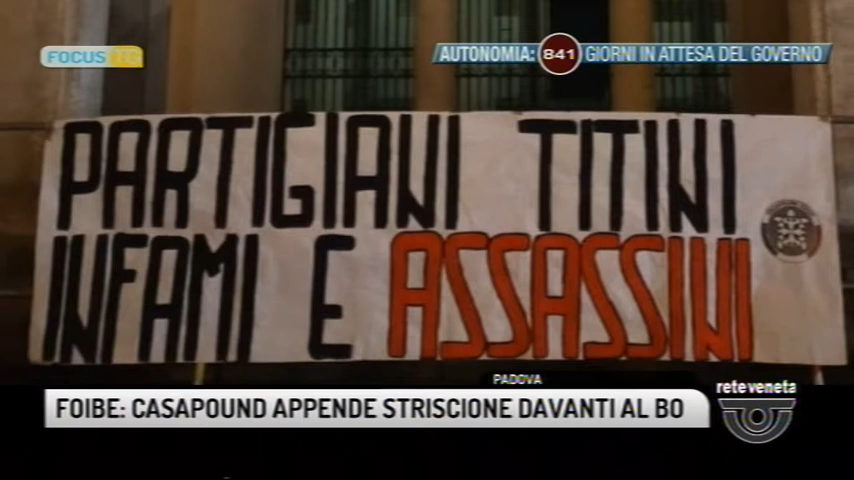 FOCUS TG
AUTONOMIA: 841 GIORNI IN ATTESA DEL GOVERNO
PARTIGIANI TITINI
INFAMI E ASSASSINI
PADOVA
FOIBE: CASAPOUND APPENDE STRISCIONE DAVANTI AL BO
reteveneta